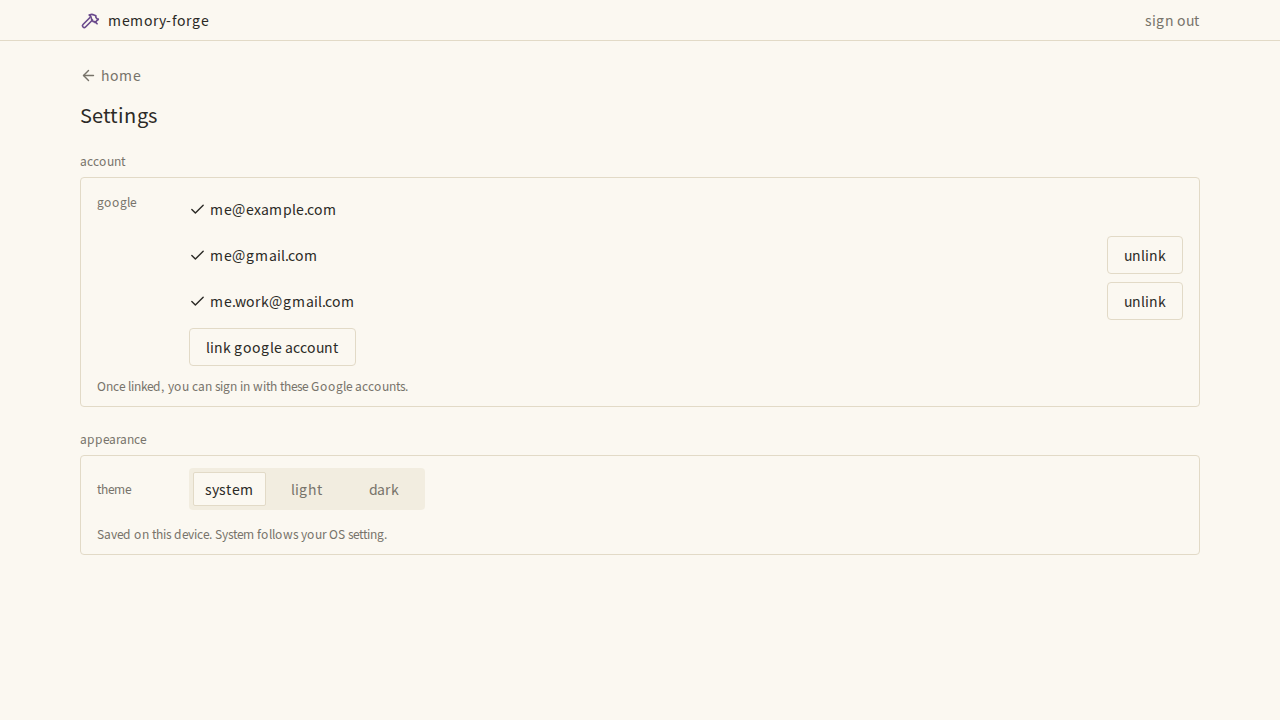 memory-forge
sign out
home
Settings
account
google
me@example.com
me@gmail.com
unlink
me.work@gmail.com
unlink
link google account
Once linked, you can sign in with these Google accounts.
appearance
theme
system
light
dark
Saved on this device. System follows your OS setting.